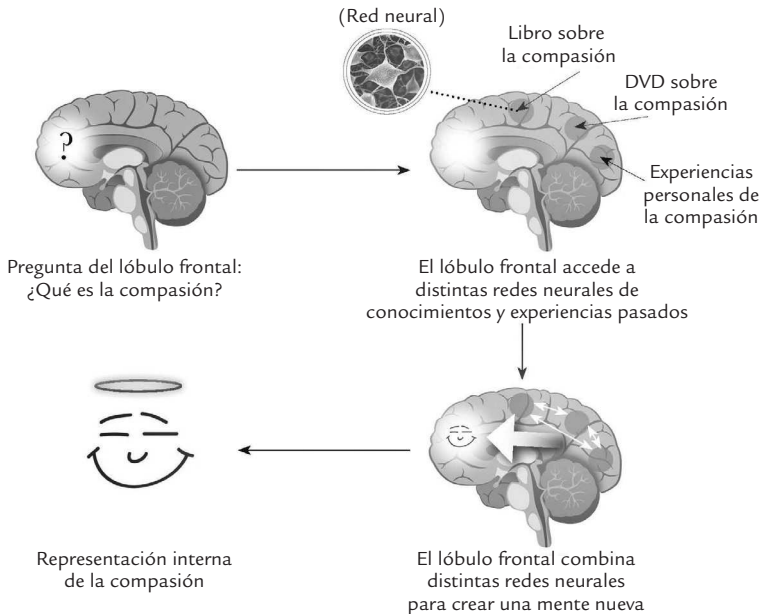 (Red neural)
Libro sobre
la compasión
DVD sobre
la compasión
Experiencias
personales de
la compasión
?
Pregunta del lóbulo frontal:
¿Qué es la compasión?
El lóbulo frontal accede a
distintas redes neurales de
conocimientos y experiencias pasados
Representación interna
de la compasión
El lóbulo frontal combina
distintas redes neurales
para crear una mente nueva